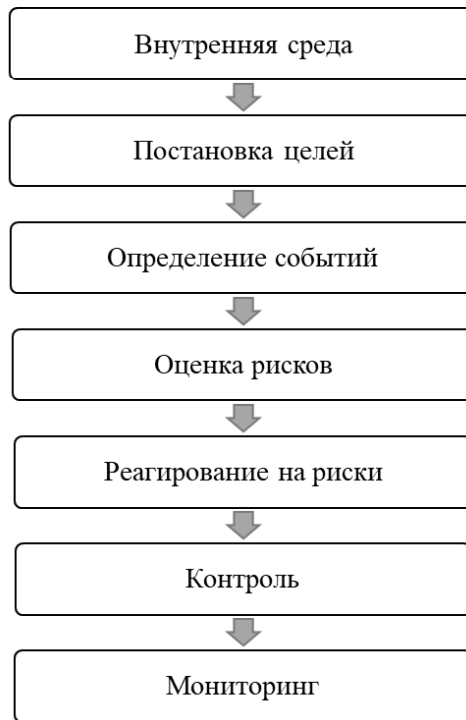 Внутренняя среда
Постановка целей
Определение событий
Оценка рисков
Реагирование на риски
Контроль
Мониторинг